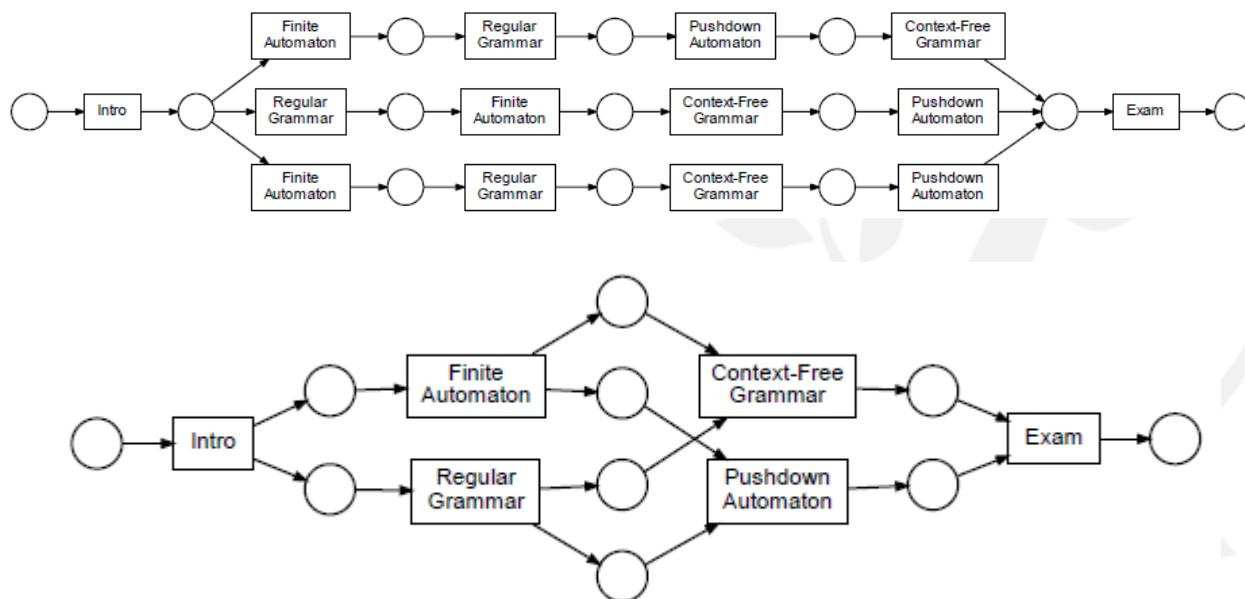 Finite
Automaton
Regular
Grammar
Pushdown
Automaton
Context-Free
Grammar
Intro
Regular
Grammar
Finite
Automaton
Context-Free
Grammar
Pushdown
Automaton
Exam
Finite
Automaton
Regular
Grammar
Context-Free
Grammar
Pushdown
Automaton
Finite
Automaton
Context-Free
Grammar
Intro
Exam
Regular
Grammar
Pushdown
Automaton